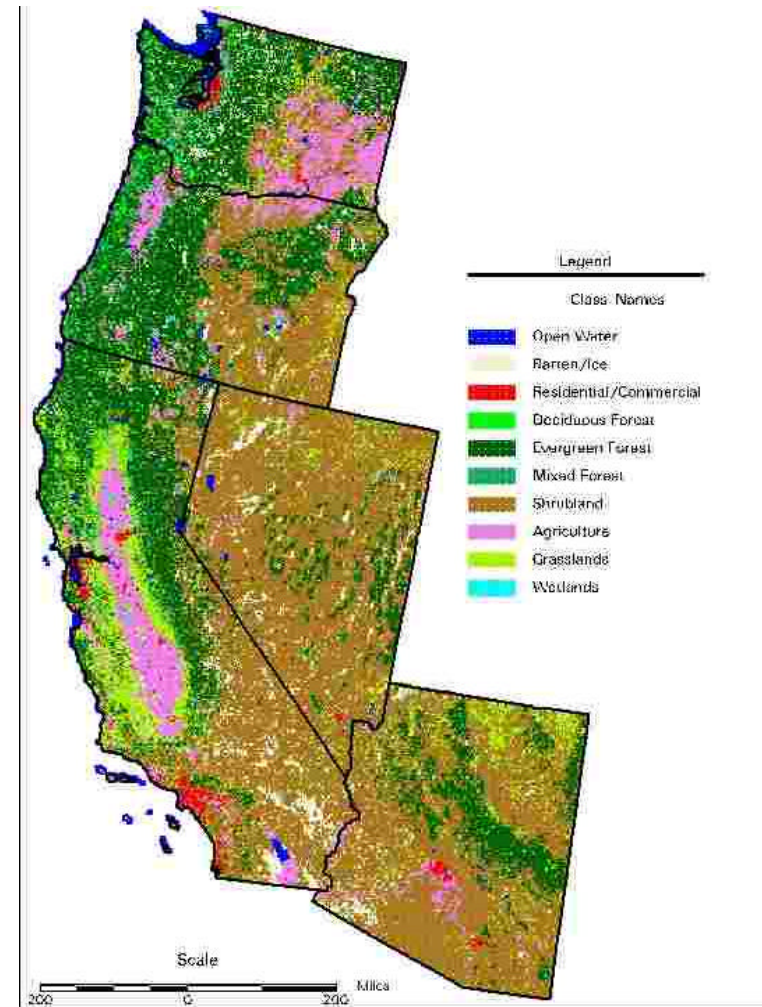 Legend
Class Names
Open Water
Barren/Ice
Residential/Commercial
Deciduous Forest
Evergreen Forest
Mixed Forest
Shrubland
Agriculture
Grasslands
Wetlands
Scale
200 0 200 Miles